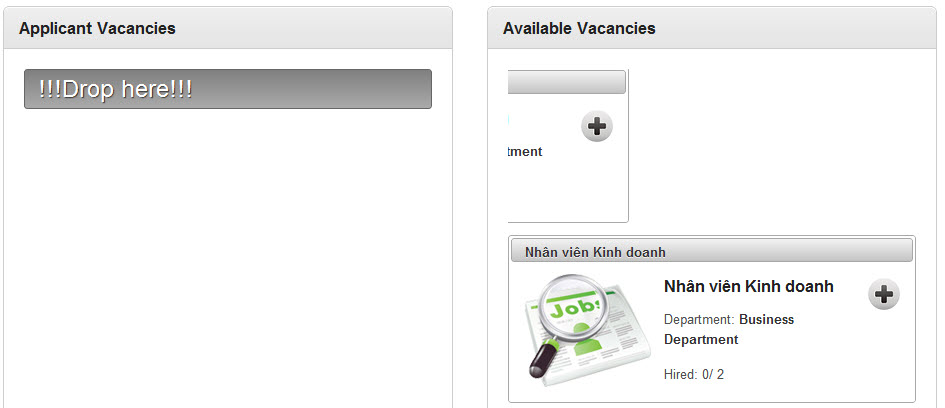 Applicant Vacancies
!!!Drop here!!!
Available Vacancies
tment
Nhân viên Kinh doanh
Jobs
Nhân viên Kinh doanh
Department: Business
Department
Hired: 0/ 2